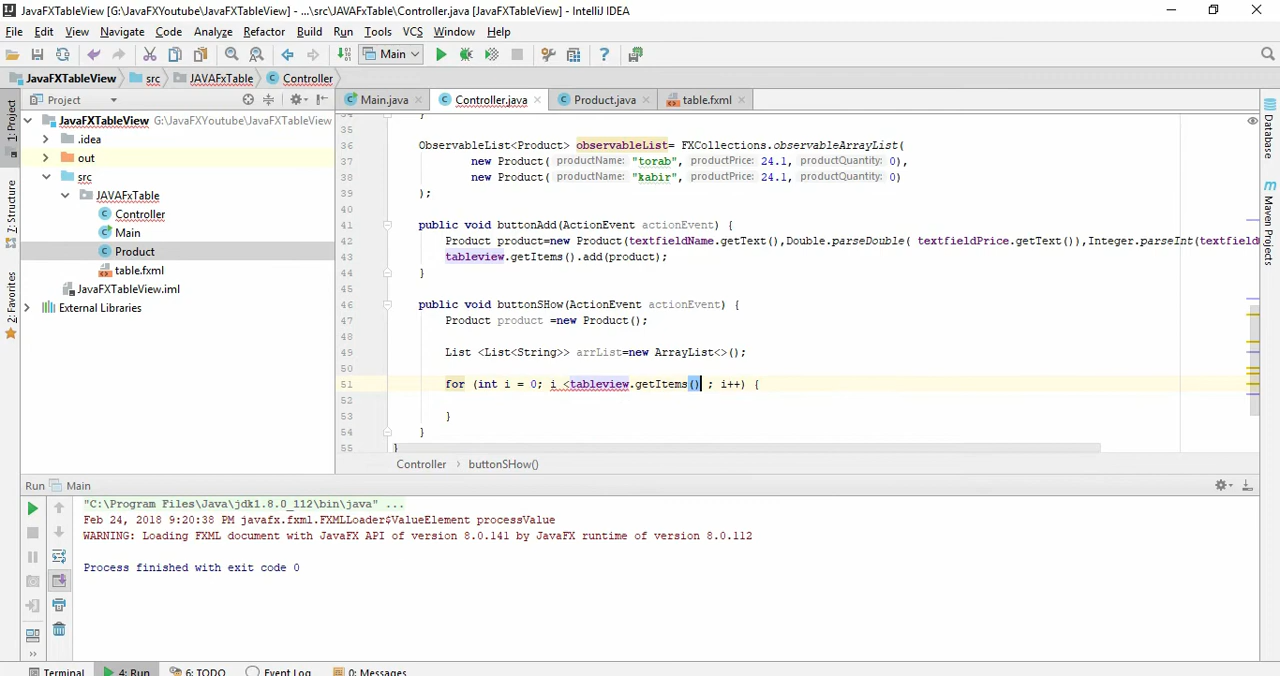 JavaFXTableView [G:\JavaFXYoutube\JavaFXTableView] - ...\src\JAVAFxTable\Controller.java [JavaFXTableView] - IntelliJ IDEA
File Edit View Navigate Code Analyze Refactor Build Run Tools VCS Window Help
Main
JavaFXTableView src JAVAFxTable Controller
Project
Main.java Controller.java Product.java table.fxml
1: Project
Z: Structure
2: Favorites
Database
Maven Projects
JavaFXTableView G:\JavaFXYoutube\JavaFXTableView
.idea
out
src
JAVAFxTable
Controller
Main
Product
table.fxml
JavaFXTableView.iml
External Libraries
34 }
35
36 ObservableList<Product> observableList= FXCollections.observableArrayList(
37 new Product( productName: "torab", productPrice: 24.1, productQuantity: 0),
38 new Product( productName: "kabir", productPrice: 24.1, productQuantity: 0)
39 );
40
41 public void buttonAdd(ActionEvent actionEvent) {
42 Product product=new Product(textfieldName.getText(),Double.parseDouble( textfieldPrice.getText()),Integer.parseInt(textfield
43 tableview.getItems().add(product);
44 }
45
46 public void buttonSHow(ActionEvent actionEvent) {
47 Product product =new Product();
48
49 List <List<String>> arrList=new ArrayList<>();
50
51 for (int i = 0; i <tableview.getItems() ; i++) {
52
53 }
54 }
55 }
Controller › buttonSHow()
Run Main
"C:\Program Files\Java\jdk1.8.0_112\bin\java" ...
Feb 24, 2018 9:20:38 PM javafx.fxml.FXMLLoader$ValueElement processValue
WARNING: Loading FXML document with JavaFX API of version 8.0.141 by JavaFX runtime of version 8.0.112
Process finished with exit code 0
Terminal 4: Run 6: TODO Event Log 0: Messages